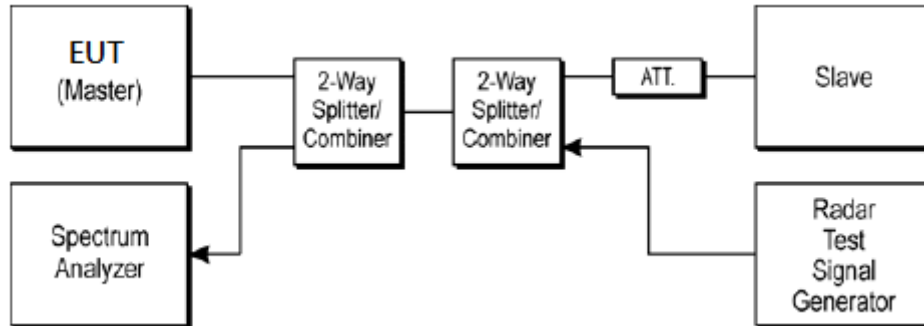 EUT
(Master)
2-Way
Splitter/
Combiner
2-Way
Splitter/
Combiner
ATT.
Slave
Spectrum
Analyzer
Radar
Test
Signal
Generator